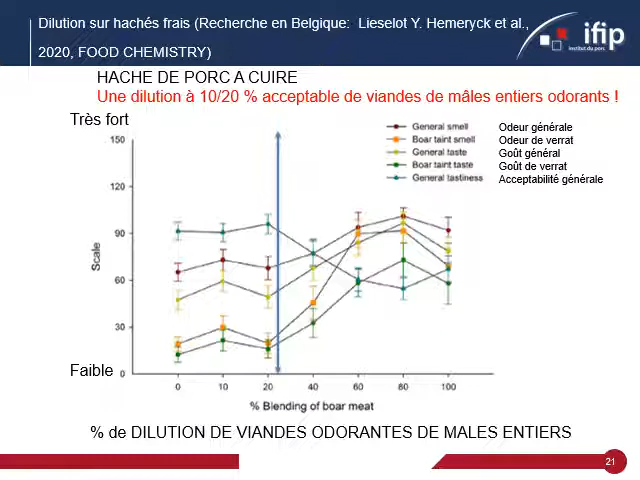 Dilution sur hachés frais (Recherche en Belgique: Lieselot Y. Hemeryck et al.,
2020, FOOD CHEMISTRY)
ifip
institut du porc
HACHE DE PORC A CUIRE
Une dilution à 10/20 % acceptable de viandes de mâles entiers odorants !
Très fort
General smell Odeur générale
Boar taint smell Odeur de verrat
General taste Goût général
Boar taint taste Goût de verrat
General tastiness Acceptabilité générale
150
120
90
60
30
0
Scale
Faible
0 10 20 40 60 80 100
% Blending of boar meat
% de DILUTION DE VIANDES ODORANTES DE MALES ENTIERS
21